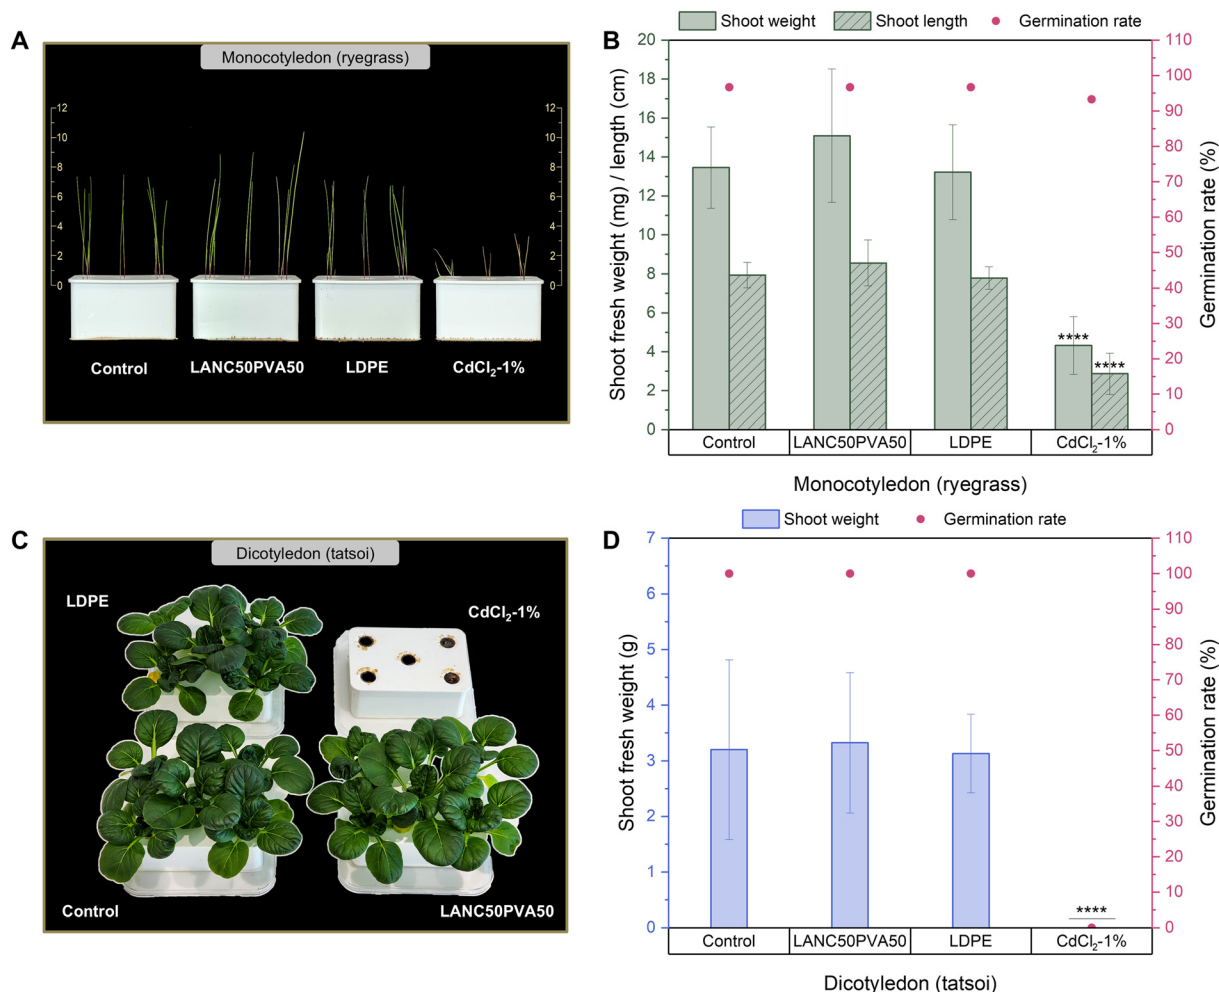 A
Monocotyledon (ryegrass)
12
10
8
6
4
2
0
12
10
8
6
4
2
0
Control
LANC50PVA50
LDPE
CdCl₂-1%
B
Shoot weight
Shoot length
Germination rate
Shoot fresh weight (mg) / length (cm)
20
18
16
14
12
10
8
6
4
2
0
110
100
90
80
70
60
50
40
30
20
10
0
Germination rate (%)
****
****
Control
LANC50PVA50
LDPE
CdCl₂-1%
Monocotyledon (ryegrass)
C
Dicotyledon (tatsoi)
LDPE
CdCl₂-1%
Control
LANC50PVA50
D
Shoot weight
Germination rate
Shoot fresh weight (g)
7
6
5
4
3
2
1
0
110
100
90
80
70
60
50
40
30
20
10
0
Germination rate (%)
****
Control
LANC50PVA50
LDPE
CdCl₂-1%
Dicotyledon (tatsoi)